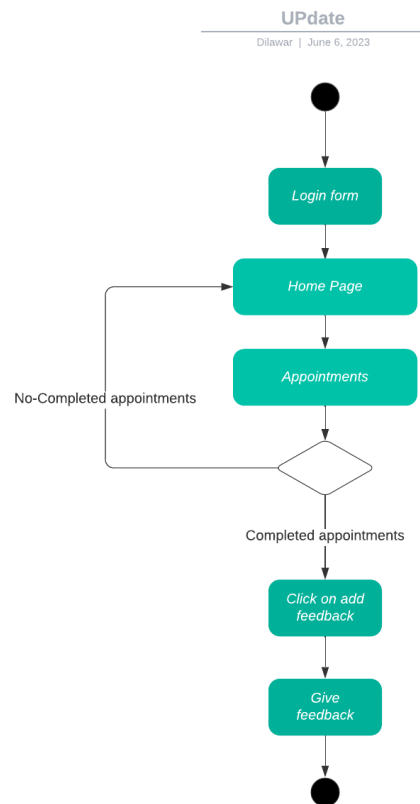 UPdate
Dilawar | June 6, 2023
Login form
Home Page
Appointments
No-Completed appointments
Completed appointments
Click on add
feedback
Give
feedback